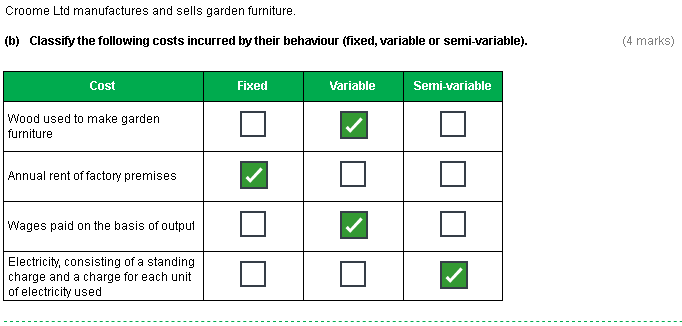 Croome Ltd manufactures and sells garden furniture.
(b) Classify the following costs incurred by their behaviour (fixed, variable or semi-variable). (4 marks)
Cost Fixed Variable Semi-variable
Wood used to make garden
furniture
Annual rent of factory premises
Wages paid on the basis of output
Electricity, consisting of a standing
charge and a charge for each unit
of electricity used